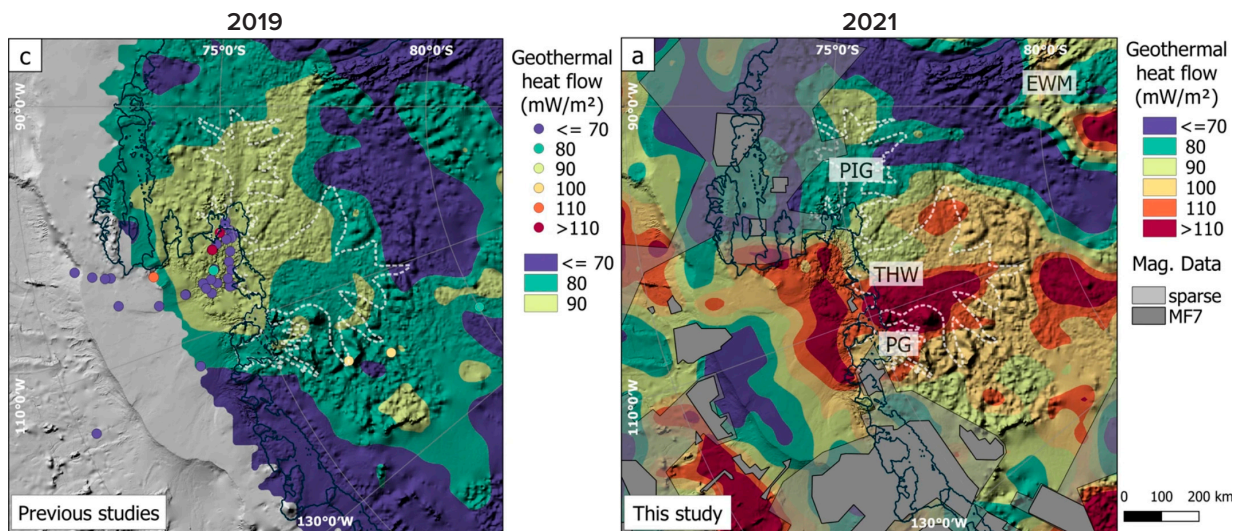 2019
c
75°0'S
80°0'S
90°0'W
110°0'W
130°0'W
Previous studies
Geothermal
heat flow
(mW/m²)
<= 70
80
90
100
110
>110
<= 70
80
90
2021
a
75°0'S
80°0'S
90°0'W
110°0'W
130°0'W
EWM
PIG
THW
PG
This study
Geothermal
heat flow
(mW/m²)
<=70
80
90
100
110
>110
Mag. Data
sparse
MF7
0 100 200 km